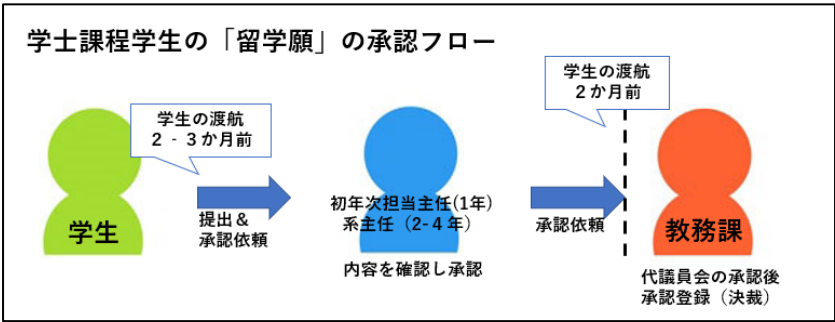 学士課程学生の「留学願」の承認フロー
学生の渡航
２‐３か月前
学生の渡航
２か月前
学生
提出＆
承認依頼
初年次担当主任(1年)
系主任（2-４年）
内容を確認し承認
承認依頼
教務課
代議員会の承認後
承認登録（決裁）